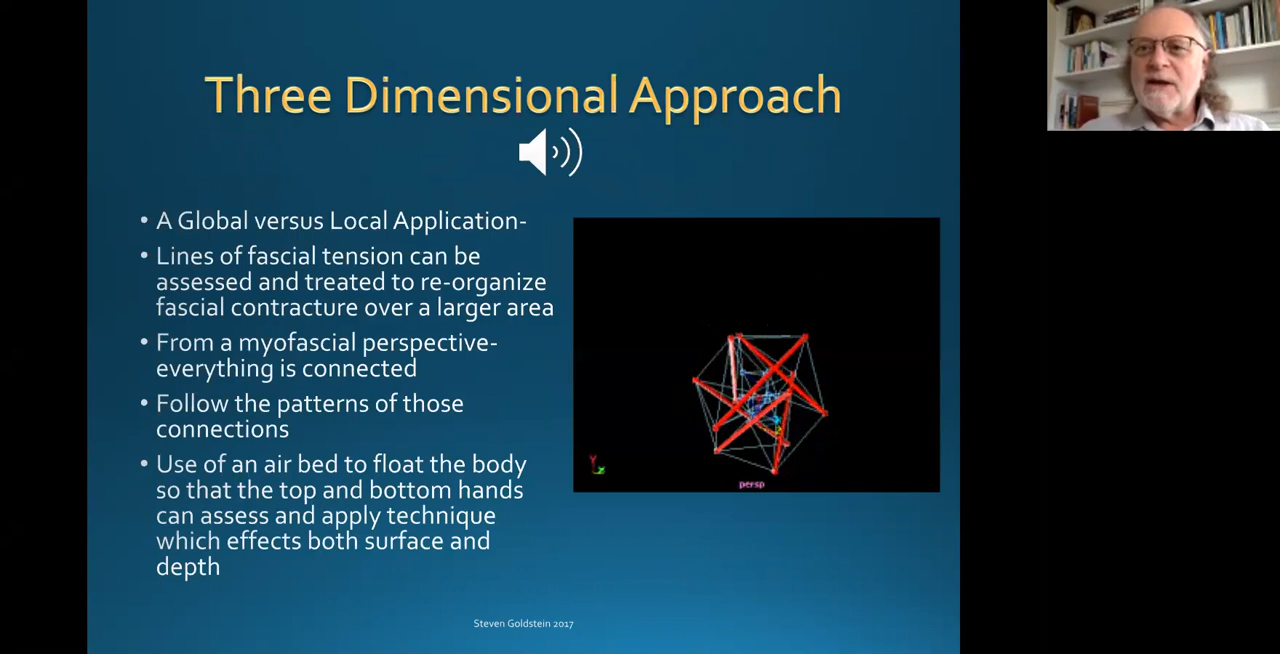 Three Dimensional Approach
• A Global versus Local Application-
• Lines of fascial tension can be
assessed and treated to re-organize
fascial contracture over a larger area
• From a myofascial perspective-
everything is connected
• Follow the patterns of those
connections
• Use of an air bed to float the body
so that the top and bottom hands
can assess and apply technique
which effects both surface and
depth
Y
persp
Steven Goldstein 2017